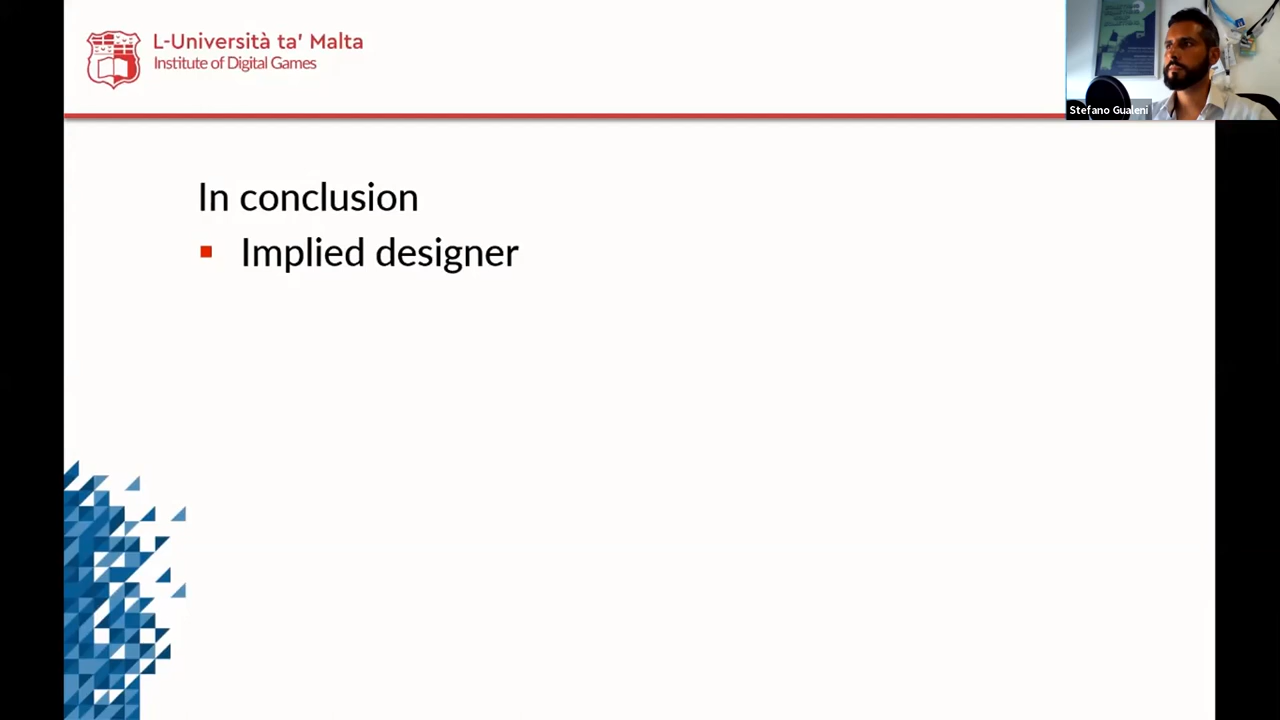 L-Università ta' Malta
Institute of Digital Games
Stefano Gualeni
In conclusion
Implied designer